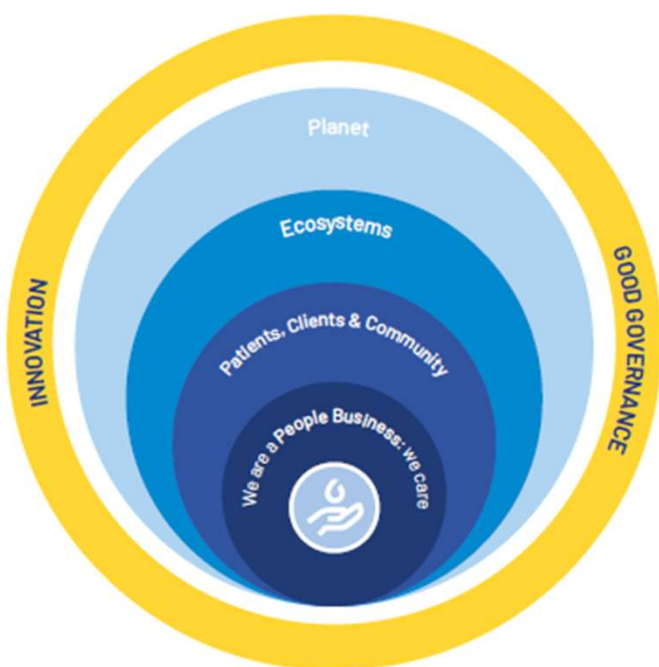 Planet
Ecosystems
Patients, Clients & Community
We are a People Business: we care
INNOVATION
GOOD GOVERNANCE